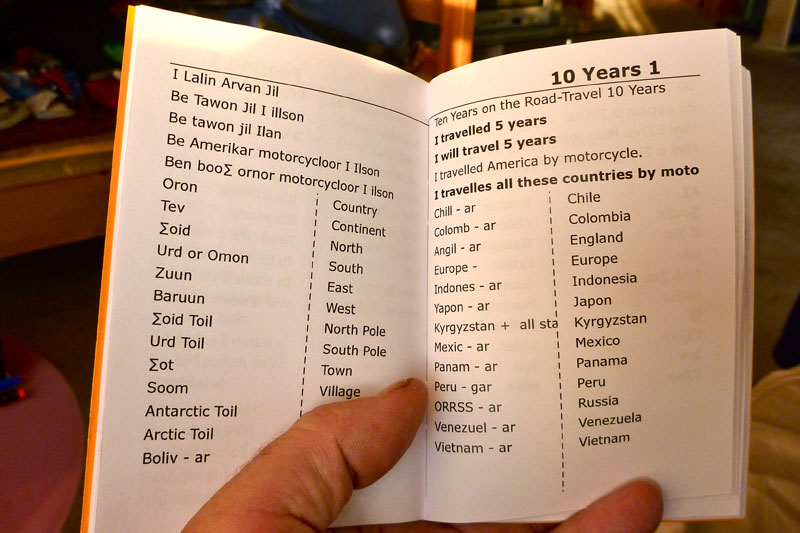 I Lalin Arvan Jil
Be Tawon Jil I illson
Be tawon jil Ilan
Be Amerikar motorcycloor I Ilson
Ben booΣ ornor motorcycloor I ilson
Oron Country
Tev Continent
Σoid North
Urd or Omon South
Zuun East
Baruun West
Σoid Toil North Pole
Urd Toil South Pole
Σot Town
Soom Village
Antarctic Toil
Arctic Toil
Boliv - ar
10 Years 1
Ten Years on the Road-Travel 10 Years
I travelled 5 years
I will travel 5 years
I travelled America by motorcycle.
I travelles all these countries by moto
Chill - ar Chile
Colomb - ar Colombia
Angil - ar England
Europe - Europe
Indones - ar Indonesia
Yapon - ar Japon
Kyrgyzstan + all sta Kyrgyzstan
Mexic - ar Mexico
Panam - ar Panama
Peru - gar Peru
ORRSS - ar Russia
Venezuel - ar Venezuela
Vietnam - ar Vietnam